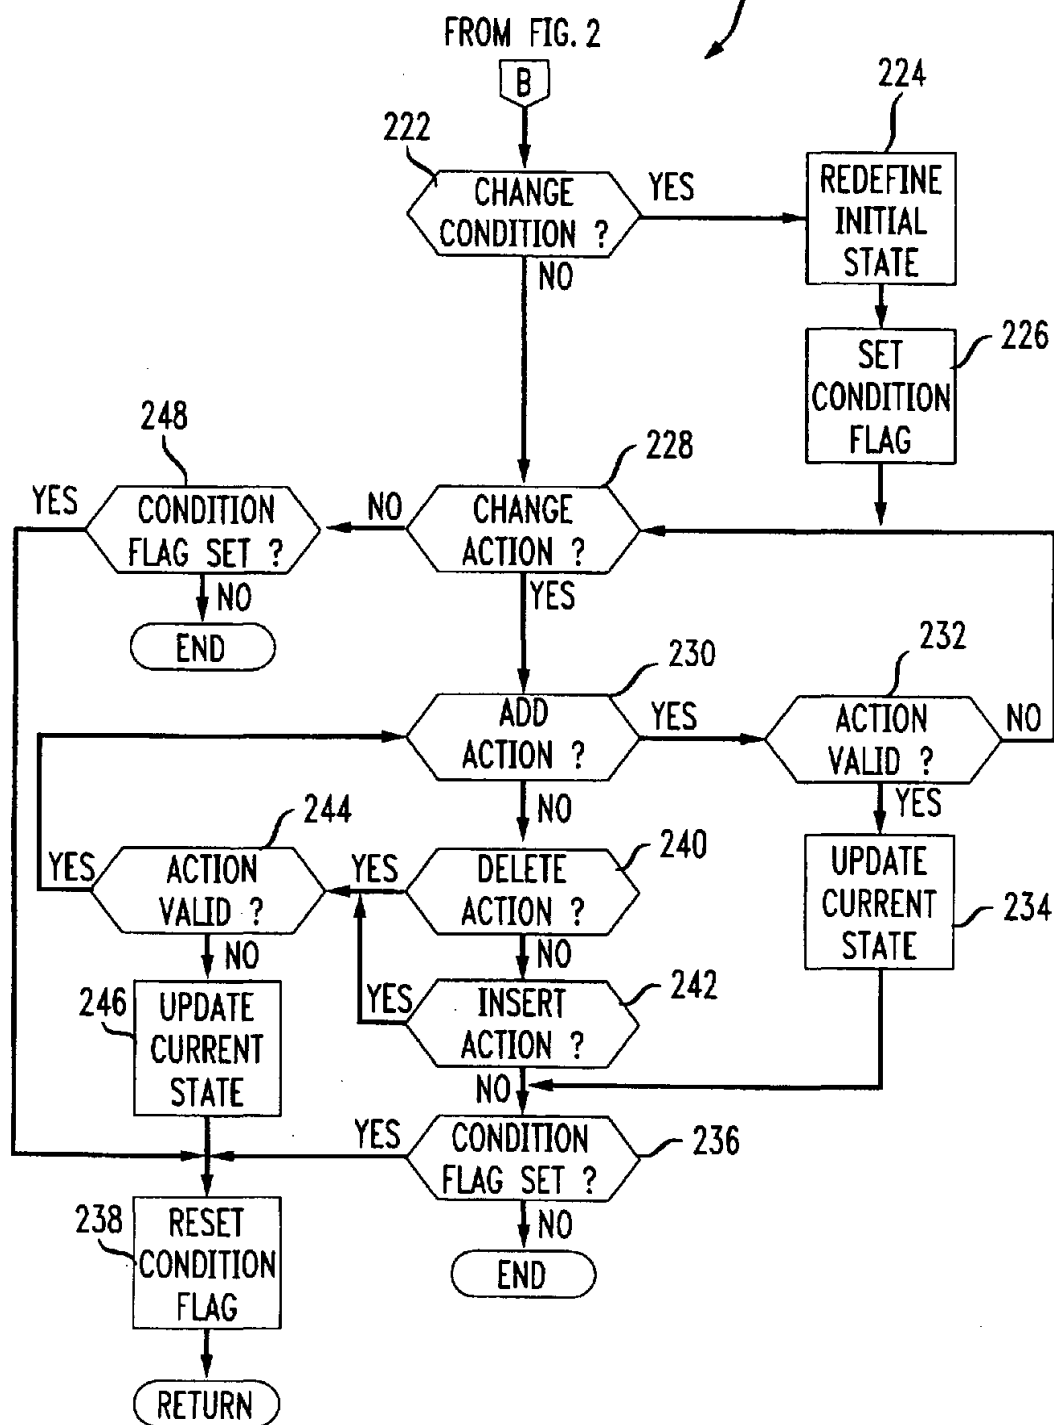 FROM FIG. 2
B
222
CHANGE
CONDITION ?
YES
NO
224
REDEFINE
INITIAL
STATE
226
SET
CONDITION
FLAG
248
YES
CONDITION
FLAG SET ?
NO
END
NO
228
CHANGE
ACTION ?
YES
230
ADD
ACTION ?
YES
NO
232
ACTION
VALID ?
NO
YES
234
UPDATE
CURRENT
STATE
244
YES
ACTION
VALID ?
NO
YES
240
DELETE
ACTION ?
NO
242
YES
INSERT
ACTION ?
NO
246
UPDATE
CURRENT
STATE
YES
236
CONDITION
FLAG SET ?
NO
END
238
RESET
CONDITION
FLAG
RETURN